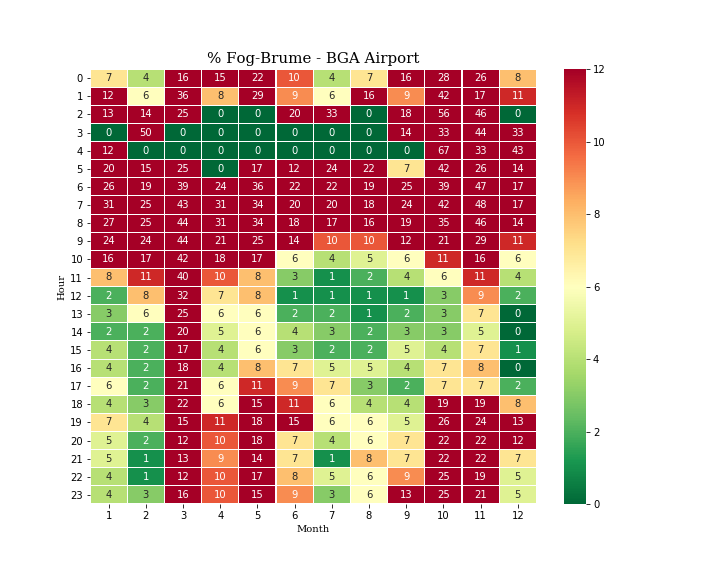 % Fog-Brume - BGA Airport
0 7 4 16 15 22 10 4 7 16 28 26 8
1 12 6 36 8 29 9 6 16 9 42 17 11
2 13 14 25 0 0 20 33 0 18 56 46 0
3 0 50 0 0 0 0 0 0 14 33 44 33
4 12 0 0 0 0 0 0 0 0 67 33 43
5 20 15 25 0 17 12 24 22 7 42 26 14
6 26 19 39 24 36 22 22 19 25 39 47 17
7 31 25 43 31 34 20 20 18 24 42 48 17
8 27 25 44 31 34 18 17 16 19 35 46 14
9 24 24 44 21 25 14 10 10 12 21 29 11
10 16 17 42 18 17 6 4 5 6 11 16 6
11 8 11 40 10 8 3 1 2 4 6 11 4
12 2 8 32 7 8 1 1 1 1 3 9 2
13 3 6 25 6 6 2 2 1 2 3 7 0
14 2 2 20 5 6 4 3 2 3 3 5 0
15 4 2 17 4 6 3 2 2 5 4 7 1
16 4 2 18 4 8 7 5 5 4 7 8 0
17 6 2 21 6 11 9 7 3 2 7 7 2
18 4 3 22 6 15 11 6 4 4 19 19 8
19 7 4 15 11 18 15 6 6 5 26 24 13
20 5 2 12 10 18 7 4 6 7 22 22 12
21 5 1 13 9 14 7 1 8 7 22 22 7
22 4 1 12 10 17 8 5 6 9 25 19 5
23 4 3 16 10 15 9 3 6 13 25 21 5
1 2 3 4 5 6 7 8 9 10 11 12
Month
Hour
12
10
8
6
4
2
0